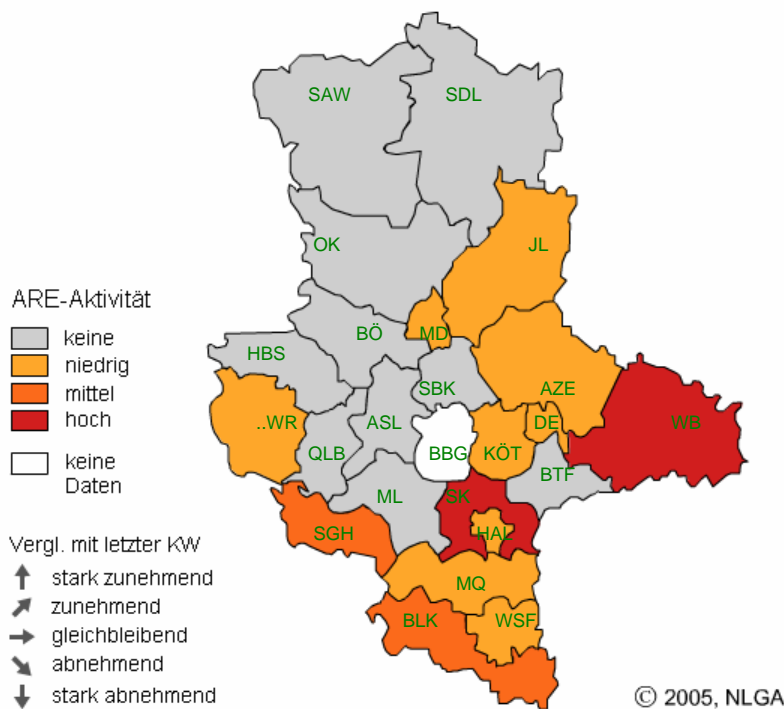 SAW
SDL
OK
JL
ARE-Aktivität
keine
niedrig
mittel
hoch
keine
Daten
BÖ
MD
HBS
SBK
AZE
..WR
ASL
DE
WB
QLB
BBG
KÖT
BTF
ML
SK
SGH
HAL
MQ
BLK
WSF
Vergl. mit letzter KW
stark zunehmend
zunehmend
gleichbleibend
abnehmend
stark abnehmend
© 2005, NLGA